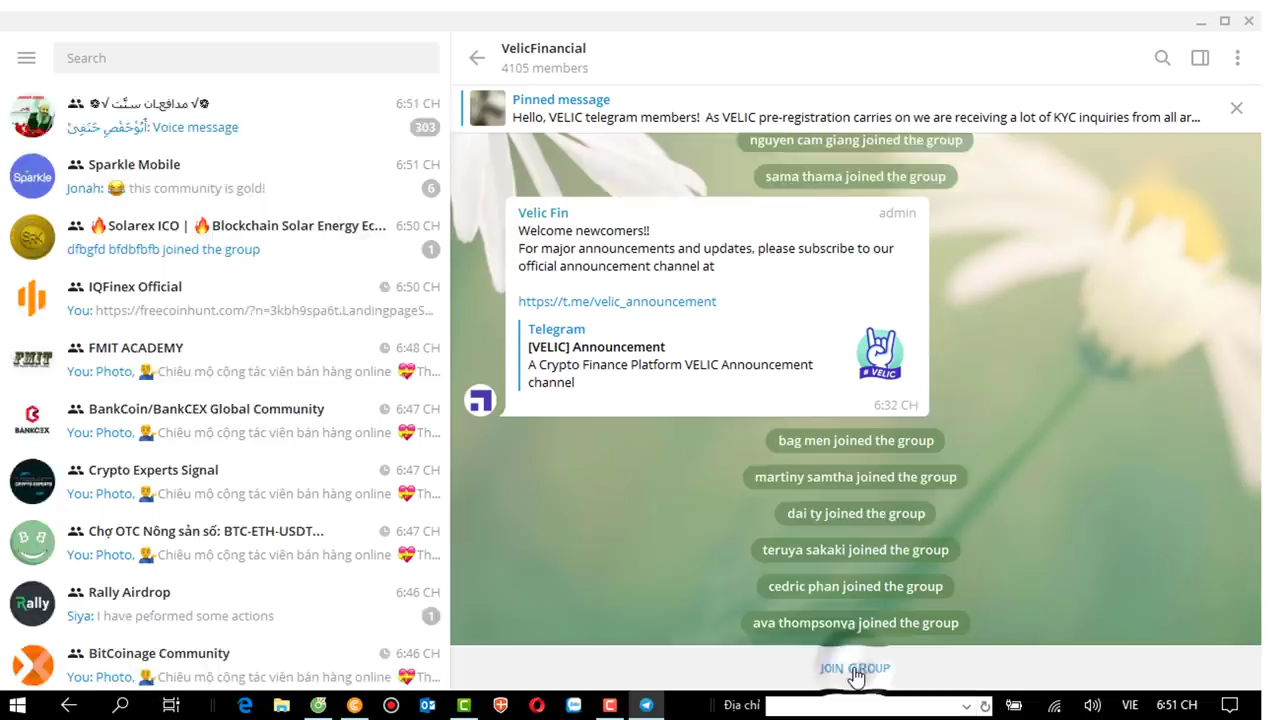 Search
۞√ مدافعـان سنَّت √۞
6:51 CH
أَبُوْحَفْصِ حَنَفِیْ: Voice message
303
Sparkle
Sparkle Mobile
6:51 CH
Jonah: 😂 this community is gold!
6
SRK
🔥Solarex ICO | 🔥Blockchain Solar Energy Ec...
6:50 CH
dfbgfd bfdbfbfb joined the group
1
IQFinex Official
6:50 CH
You: https://freecoinhunt.com/?n=3kbh9spa6t.LandingpageS...
FMIT
FMIT ACADEMY
6:48 CH
You: Photo, 💁‍♂️Chiêu mộ cộng tác viên bán hàng online 💝Th...
BANKCEX
BankCoin/BankCEX Global Community
6:47 CH
You: Photo, 💁‍♂️Chiêu mộ cộng tác viên bán hàng online 💝Th...
Crypto Experts Signal
6:47 CH
You: Photo, 💁‍♂️Chiêu mộ cộng tác viên bán hàng online 💝Th...
Chợ OTC Nông sản số: BTC-ETH-USDT...
6:47 CH
You: Photo, 💁‍♂️Chiêu mộ cộng tác viên bán hàng online 💝Th...
Rally
Rally Airdrop
6:46 CH
Siya: I have peformed some actions
1
BitCoinage Community
6:46 CH
You: Photo, 💁‍♂️Chiêu mộ cộng tác viên bán hàng online 💝Th...
VelicFinancial
4105 members
Pinned message
Hello, VELIC telegram members! As VELIC pre-registration carries on we are receiving a lot of KYC inquiries from all ar...
nguyen cam giang joined the group
sama thama joined the group
Velic Fin
admin
Welcome newcomers!!
For major announcements and updates, please subscribe to our
official announcement channel at
https://t.me/velic_announcement
Telegram
[VELIC] Announcement
A Crypto Finance Platform VELIC Announcement
channel
# VELIC
6:32 CH
bag men joined the group
martiny samtha joined the group
dai ty joined the group
teruya sakaki joined the group
cedric phan joined the group
ava thompsonva joined the group
JOIN GROUP
Địa chỉ
VIE
6:51 CH